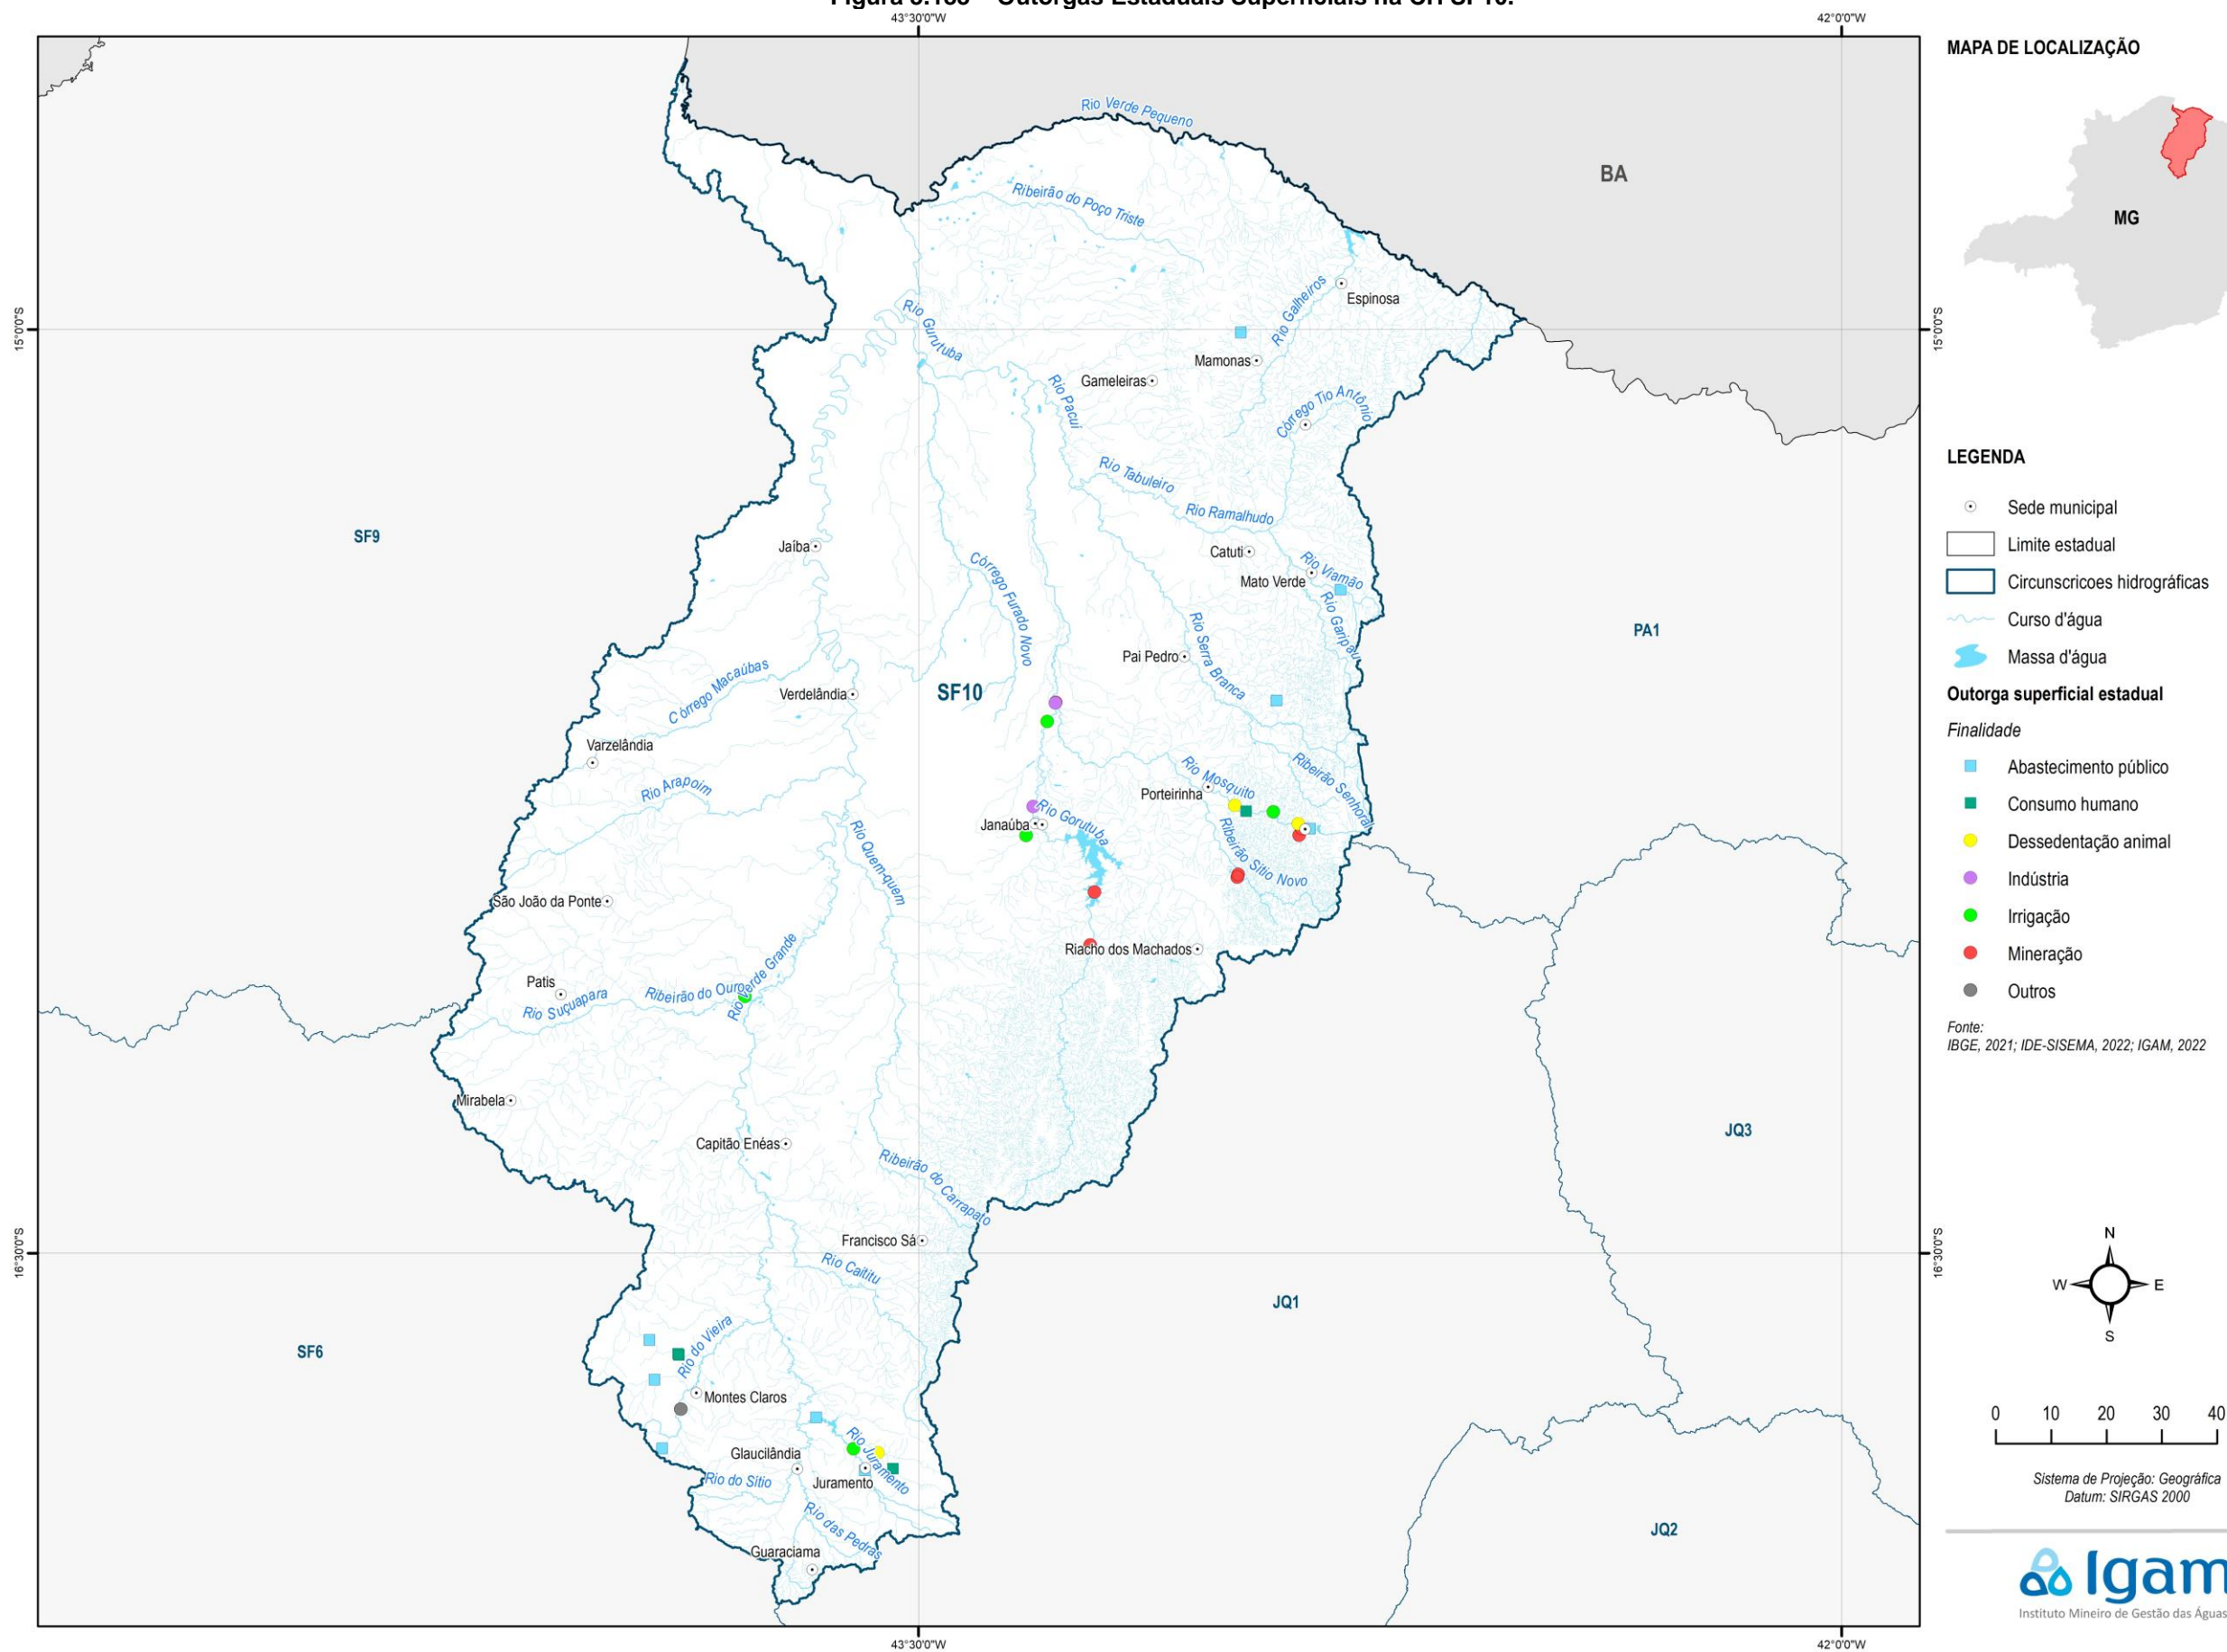 Figura 3.133 – Outorgas Estaduais Superficiais na CH SF10.
43°30'0"W
42°0'0"W
MAPA DE LOCALIZAÇÃO
MG
BA
Rio Verde Pequeno
Ribeirão do Poço Triste
Espinosa
Rio Galheiros
15°0'0"S
15°0'0"S
Rio Gurutuba
Mamonas
Gameleiras
Rio Pacuí
Córrego Tio Antônio
Rio Tabuleiro
Rio Ramalhudo
SF9
Jaíba
Catuti
Mato Verde
Rio Viamão
Córrego Furado Novo
Rio Garipau
Rio Serra Branca
PA1
Pai Pedro
Córrego Macaúbas
Verdelândia
SF10
Varzelândia
Rio Arapoim
Rio Mosquito
Ribeirão Senhoral
Porteirinha
Janaúba
Rio Gorutuba
Rio Quem-quem
Ribeirão Sítio Novo
São João da Ponte
Riacho dos Machados
Rio Verde Grande
Patis
Ribeirão do Ouro
Rio Suçuapara
Mirabela
Capitão Enéas
JQ3
Ribeirão do Carrapato
Francisco Sá
Rio Caititu
16°30'0"S
16°30'0"S
JQ1
SF6
Rio do Vieira
Montes Claros
Rio Juramento
Glaucilândia
Rio do Sítio
Juramento
Rio das Pedras
Guaraciama
JQ2
43°30'0"W
42°0'0"W
LEGENDA
Sede municipal
Limite estadual
Circunscricoes hidrográficas
Curso d'água
Massa d'água
Outorga superficial estadual
Finalidade
Abastecimento público
Consumo humano
Dessedentação animal
Indústria
Irrigação
Mineração
Outros
Fonte:
IBGE, 2021; IDE-SISEMA, 2022; IGAM, 2022
N
W E
S
0 10 20 30 40
Sistema de Projeção: Geográfica
Datum: SIRGAS 2000
Igam
Instituto Mineiro de Gestão das Águas